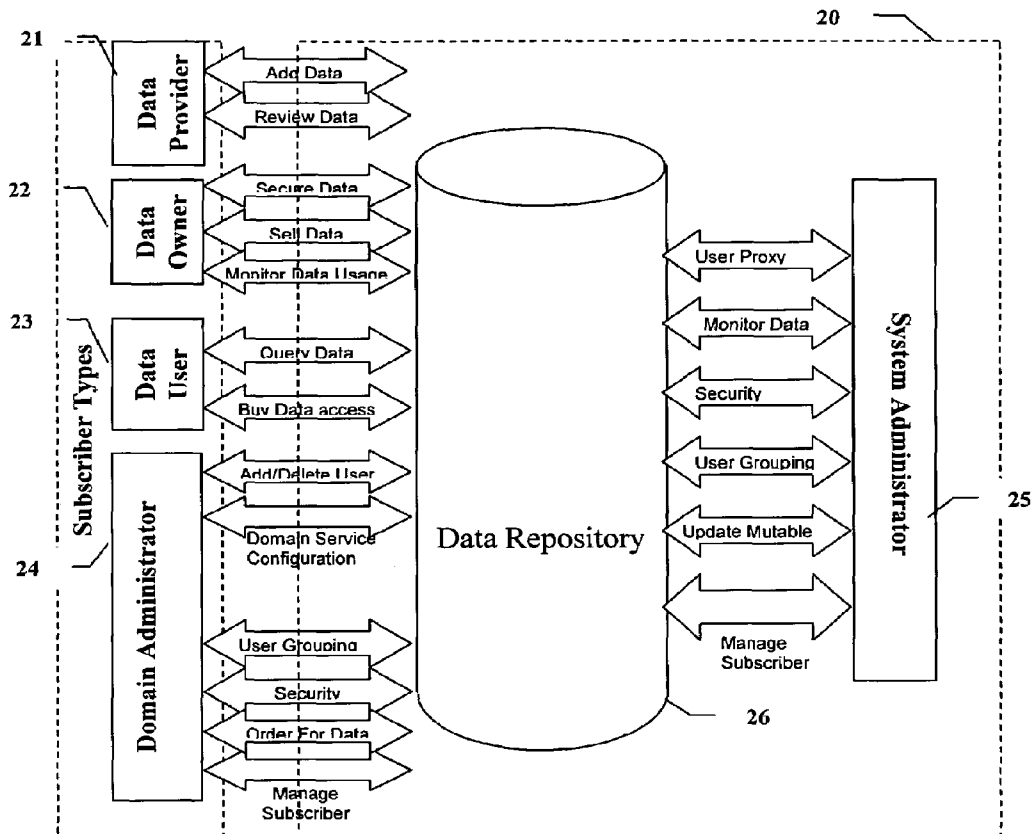 20
21
Data
Provider
Add Data
Review Data
22
Data
Owner
Secure Data
Sell Data
Monitor Data Usage
23
Data
User
Query Data
Buy Data access
Subscriber Types
24
Domain Administrator
Add/Delete User
Domain Service
Configuration
User Grouping
Security
Order For Data
Manage
Subscriber
Data Repository
26
User Proxy
Monitor Data
Security
User Grouping
Update Mutable
Manage
Subscriber
System Administrator
25